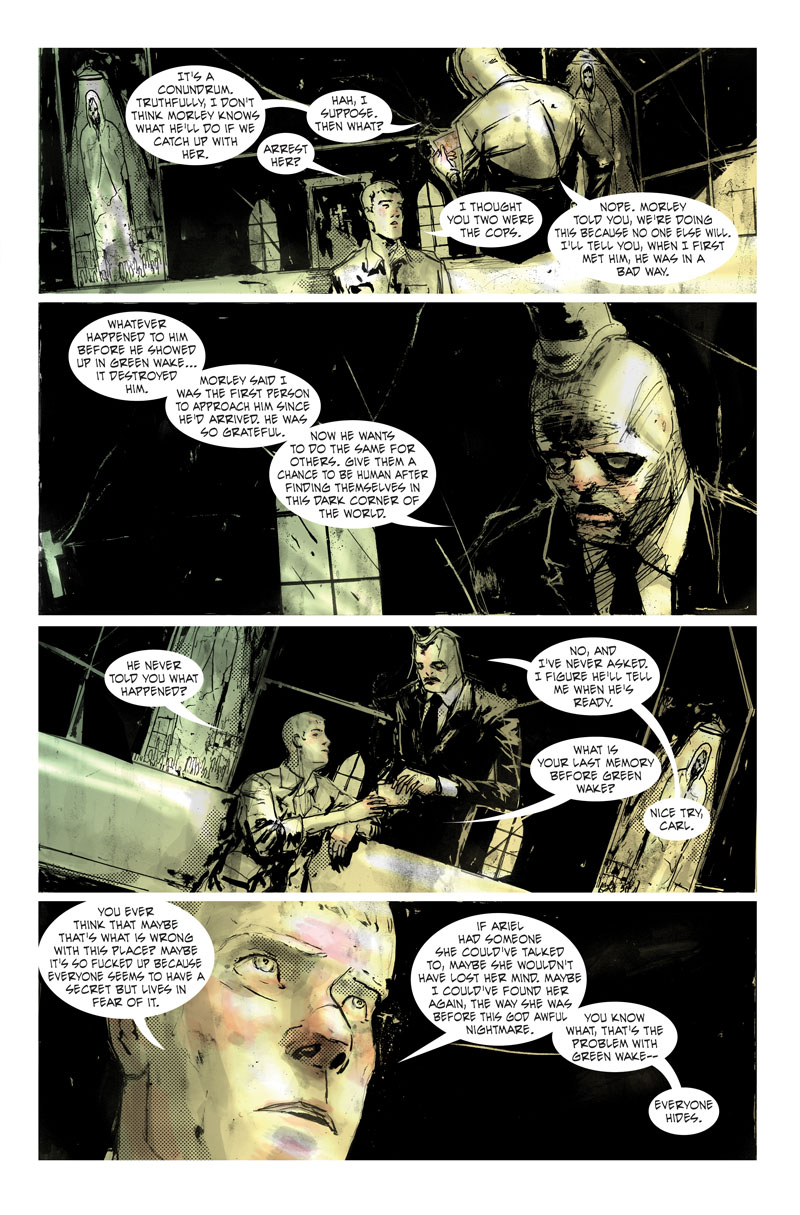 IT'S A
CONUNDRUM.
TRUTHFULLY, I DON'T
THINK MORLEY KNOWS
WHAT HE'LL DO IF WE
CATCH UP WITH
HER.
HAH, I
SUPPOSE.
THEN WHAT?
ARREST
HER?
I THOUGHT
YOU TWO WERE
THE COPS.
NOPE. MORLEY
TOLD YOU, WE'RE DOING
THIS BECAUSE NO ONE ELSE WILL.
I'LL TELL YOU, WHEN I FIRST
MET HIM, HE WAS IN A
BAD WAY.
WHATEVER
HAPPENED TO HIM
BEFORE HE SHOWED
UP IN GREEN WAKE...
IT DESTROYED
HIM.
MORLEY SAID I
WAS THE FIRST PERSON
TO APPROACH HIM SINCE
HE'D ARRIVED. HE WAS
SO GRATEFUL.
NOW HE WANTS
TO DO THE SAME FOR
OTHERS. GIVE THEM A
CHANCE TO BE HUMAN AFTER
FINDING THEMSELVES IN
THIS DARK CORNER OF
THE WORLD.
HE NEVER
TOLD YOU WHAT
HAPPENED?
NO, AND
I'VE NEVER ASKED.
I FIGURE HE'LL TELL
ME WHEN HE'S
READY.
WHAT IS
YOUR LAST MEMORY
BEFORE GREEN
WAKE?
NICE TRY,
CARL.
YOU EVER
THINK THAT MAYBE
THAT'S WHAT IS WRONG
WITH THIS PLACE? MAYBE
IT'S SO FUCKED UP BECAUSE
EVERYONE SEEMS TO HAVE A
SECRET BUT LIVES IN
FEAR OF IT.
IF ARIEL
HAD SOMEONE
SHE COULD'VE TALKED
TO, MAYBE SHE WOULDN'T
HAVE LOST HER MIND. MAYBE
I COULD'VE FOUND HER
AGAIN, THE WAY SHE WAS
BEFORE THIS GOD AWFUL
NIGHTMARE.
YOU KNOW
WHAT, THAT'S THE
PROBLEM WITH
GREEN WAKE--
EVERYONE
HIDES.